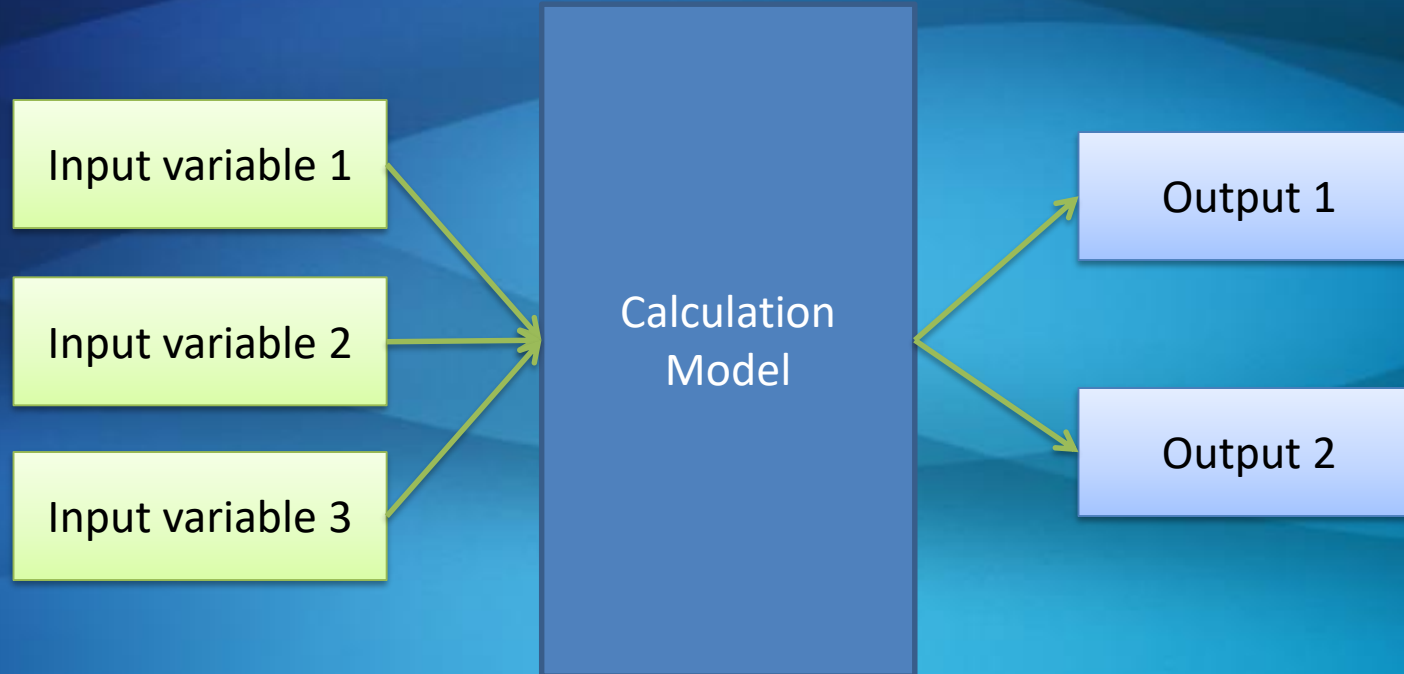 Input variable 1
Input variable 2
Input variable 3
Calculation
Model
Output 1
Output 2